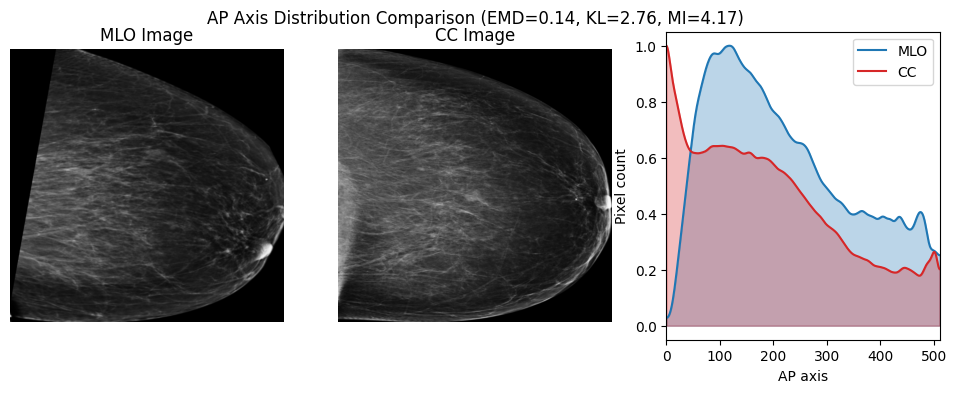 AP Axis Distribution Comparison (EMD=0.14, KL=2.76, MI=4.17)
MLO Image
CC Image
MLO
CC
Pixel count
1.0
0.8
0.6
0.4
0.2
0.0
0 100 200 300 400 500
AP axis